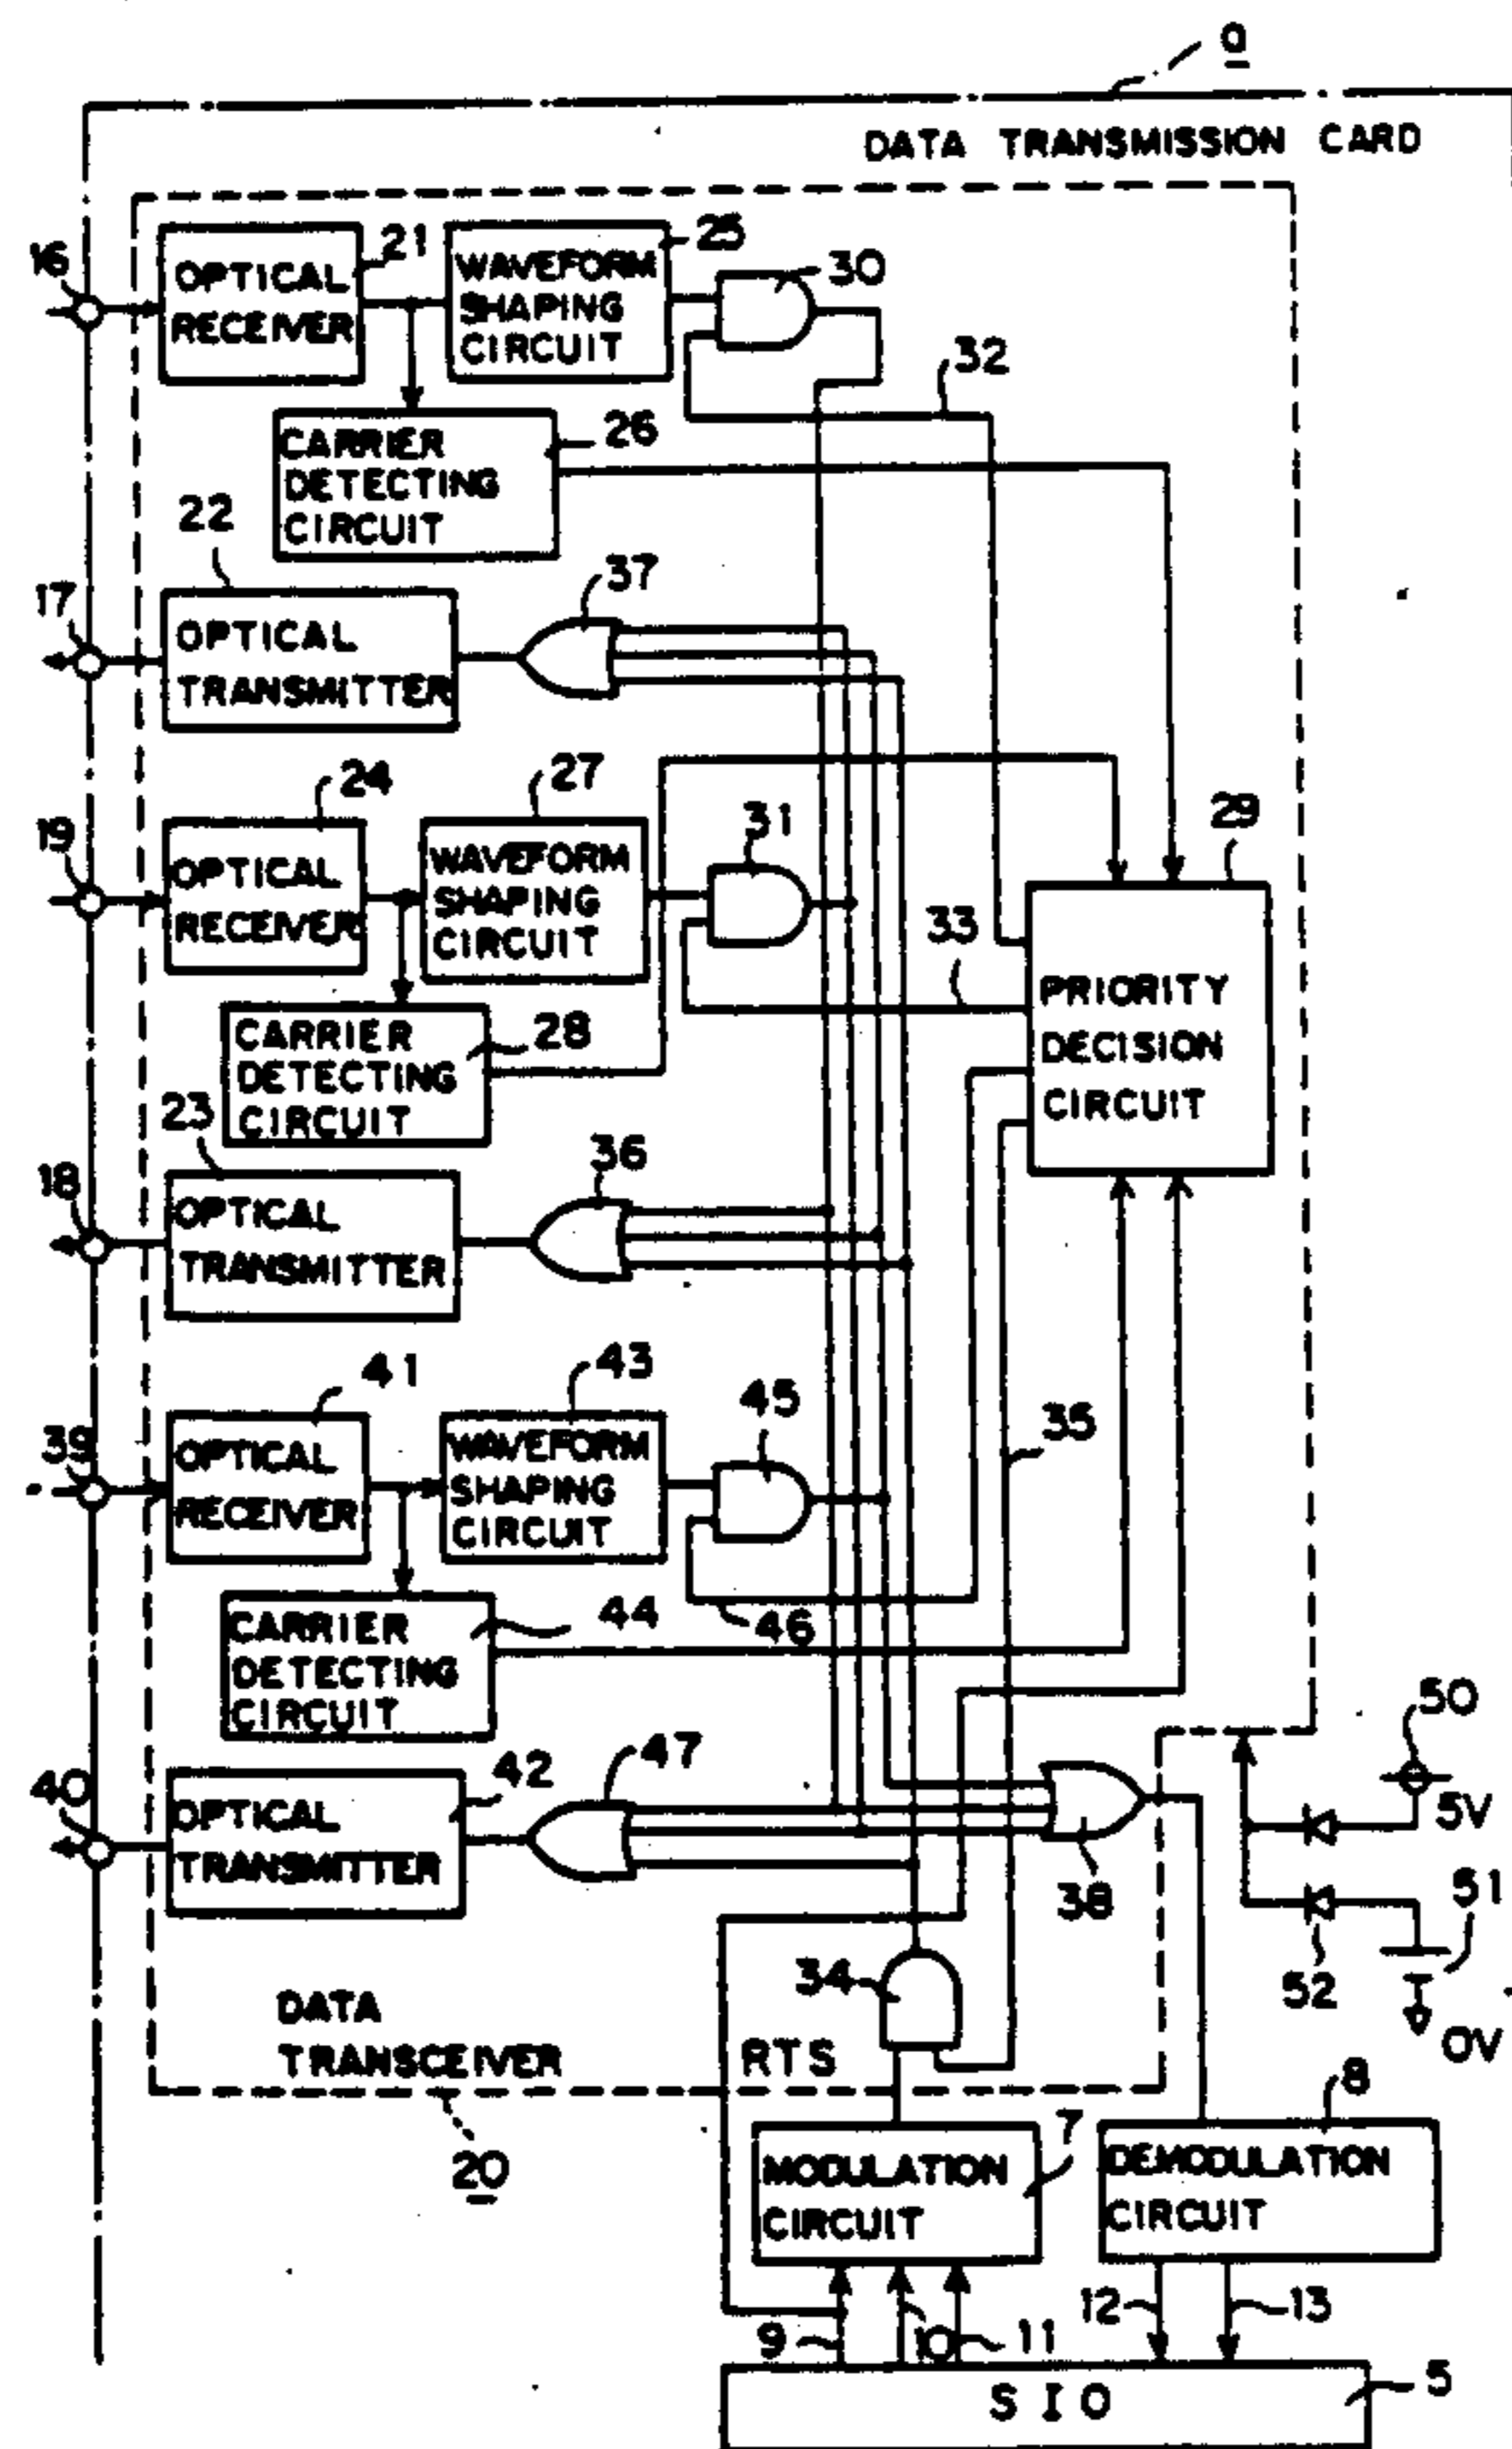 a
DATA TRANSMISSION CARD
16
OPTICAL
RECEIVER
21
WAVEFORM
SHAPING
CIRCUIT
25
30
32
CARRIER
DETECTING
CIRCUIT
26
22
17
OPTICAL
TRANSMITTER
37
19
24
OPTICAL
RECEIVER
27
WAVEFORM
SHAPING
CIRCUIT
31
29
33
PRIORITY
DECISION
CIRCUIT
CARRIER
DETECTING
CIRCUIT
28
23
18
OPTICAL
TRANSMITTER
36
39
41
OPTICAL
RECEIVER
43
WAVEFORM
SHAPING
CIRCUIT
45
35
46
CARRIER
DETECTING
CIRCUIT
44
40
OPTICAL
TRANSMITTER
42
47
38
50
5V
51
52
0V
34
DATA
TRANSCEIVER
20
RTS
MODULATION
CIRCUIT
7
DEMODULATION
CIRCUIT
8
9
10
11
12
13
SIO
5